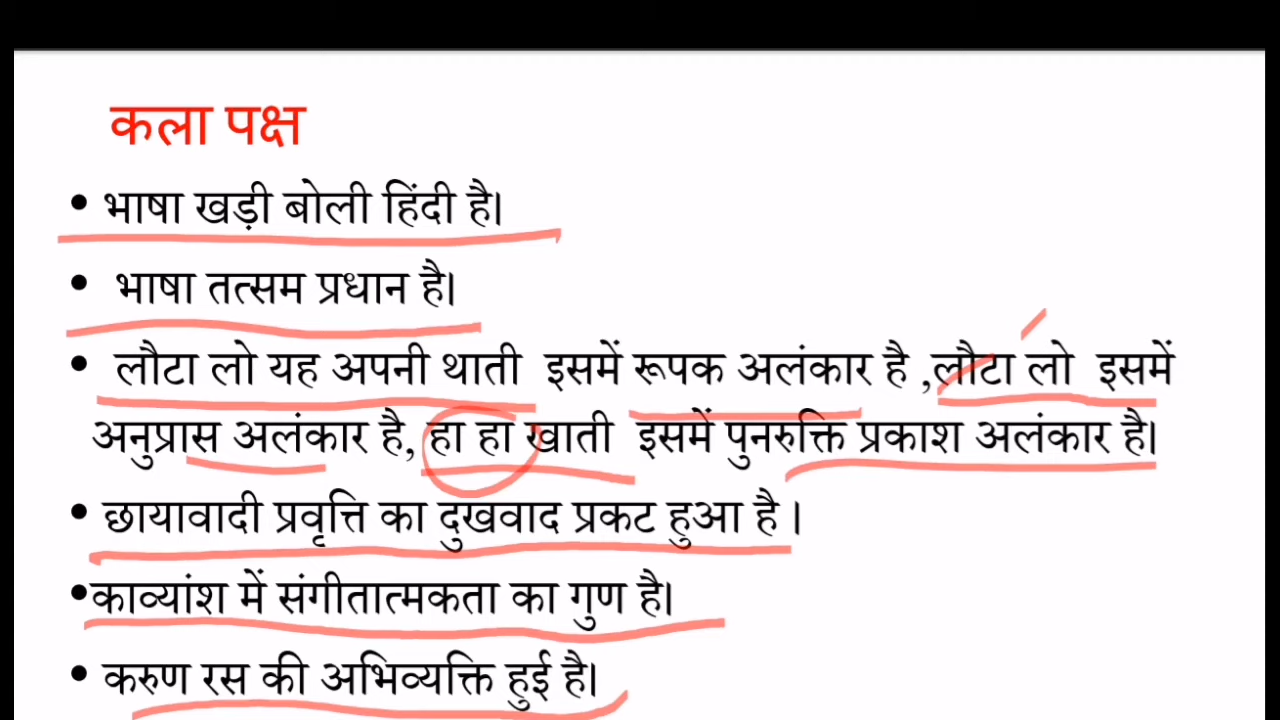 कला पक्ष
• भाषा खड़ी बोली हिंदी है।
• भाषा तत्सम प्रधान है।
• लौटा लो यह अपनी थाती इसमें रूपक अलंकार है ,लौटा लो इसमें
अनुप्रास अलंकार है, हा हा खाती इसमें पुनरुक्ति प्रकाश अलंकार है।
• छायावादी प्रवृत्ति का दुखवाद प्रकट हुआ है ।
•काव्यांश में संगीतात्मकता का गुण है।
• करुण रस की अभिव्यक्ति हुई है।